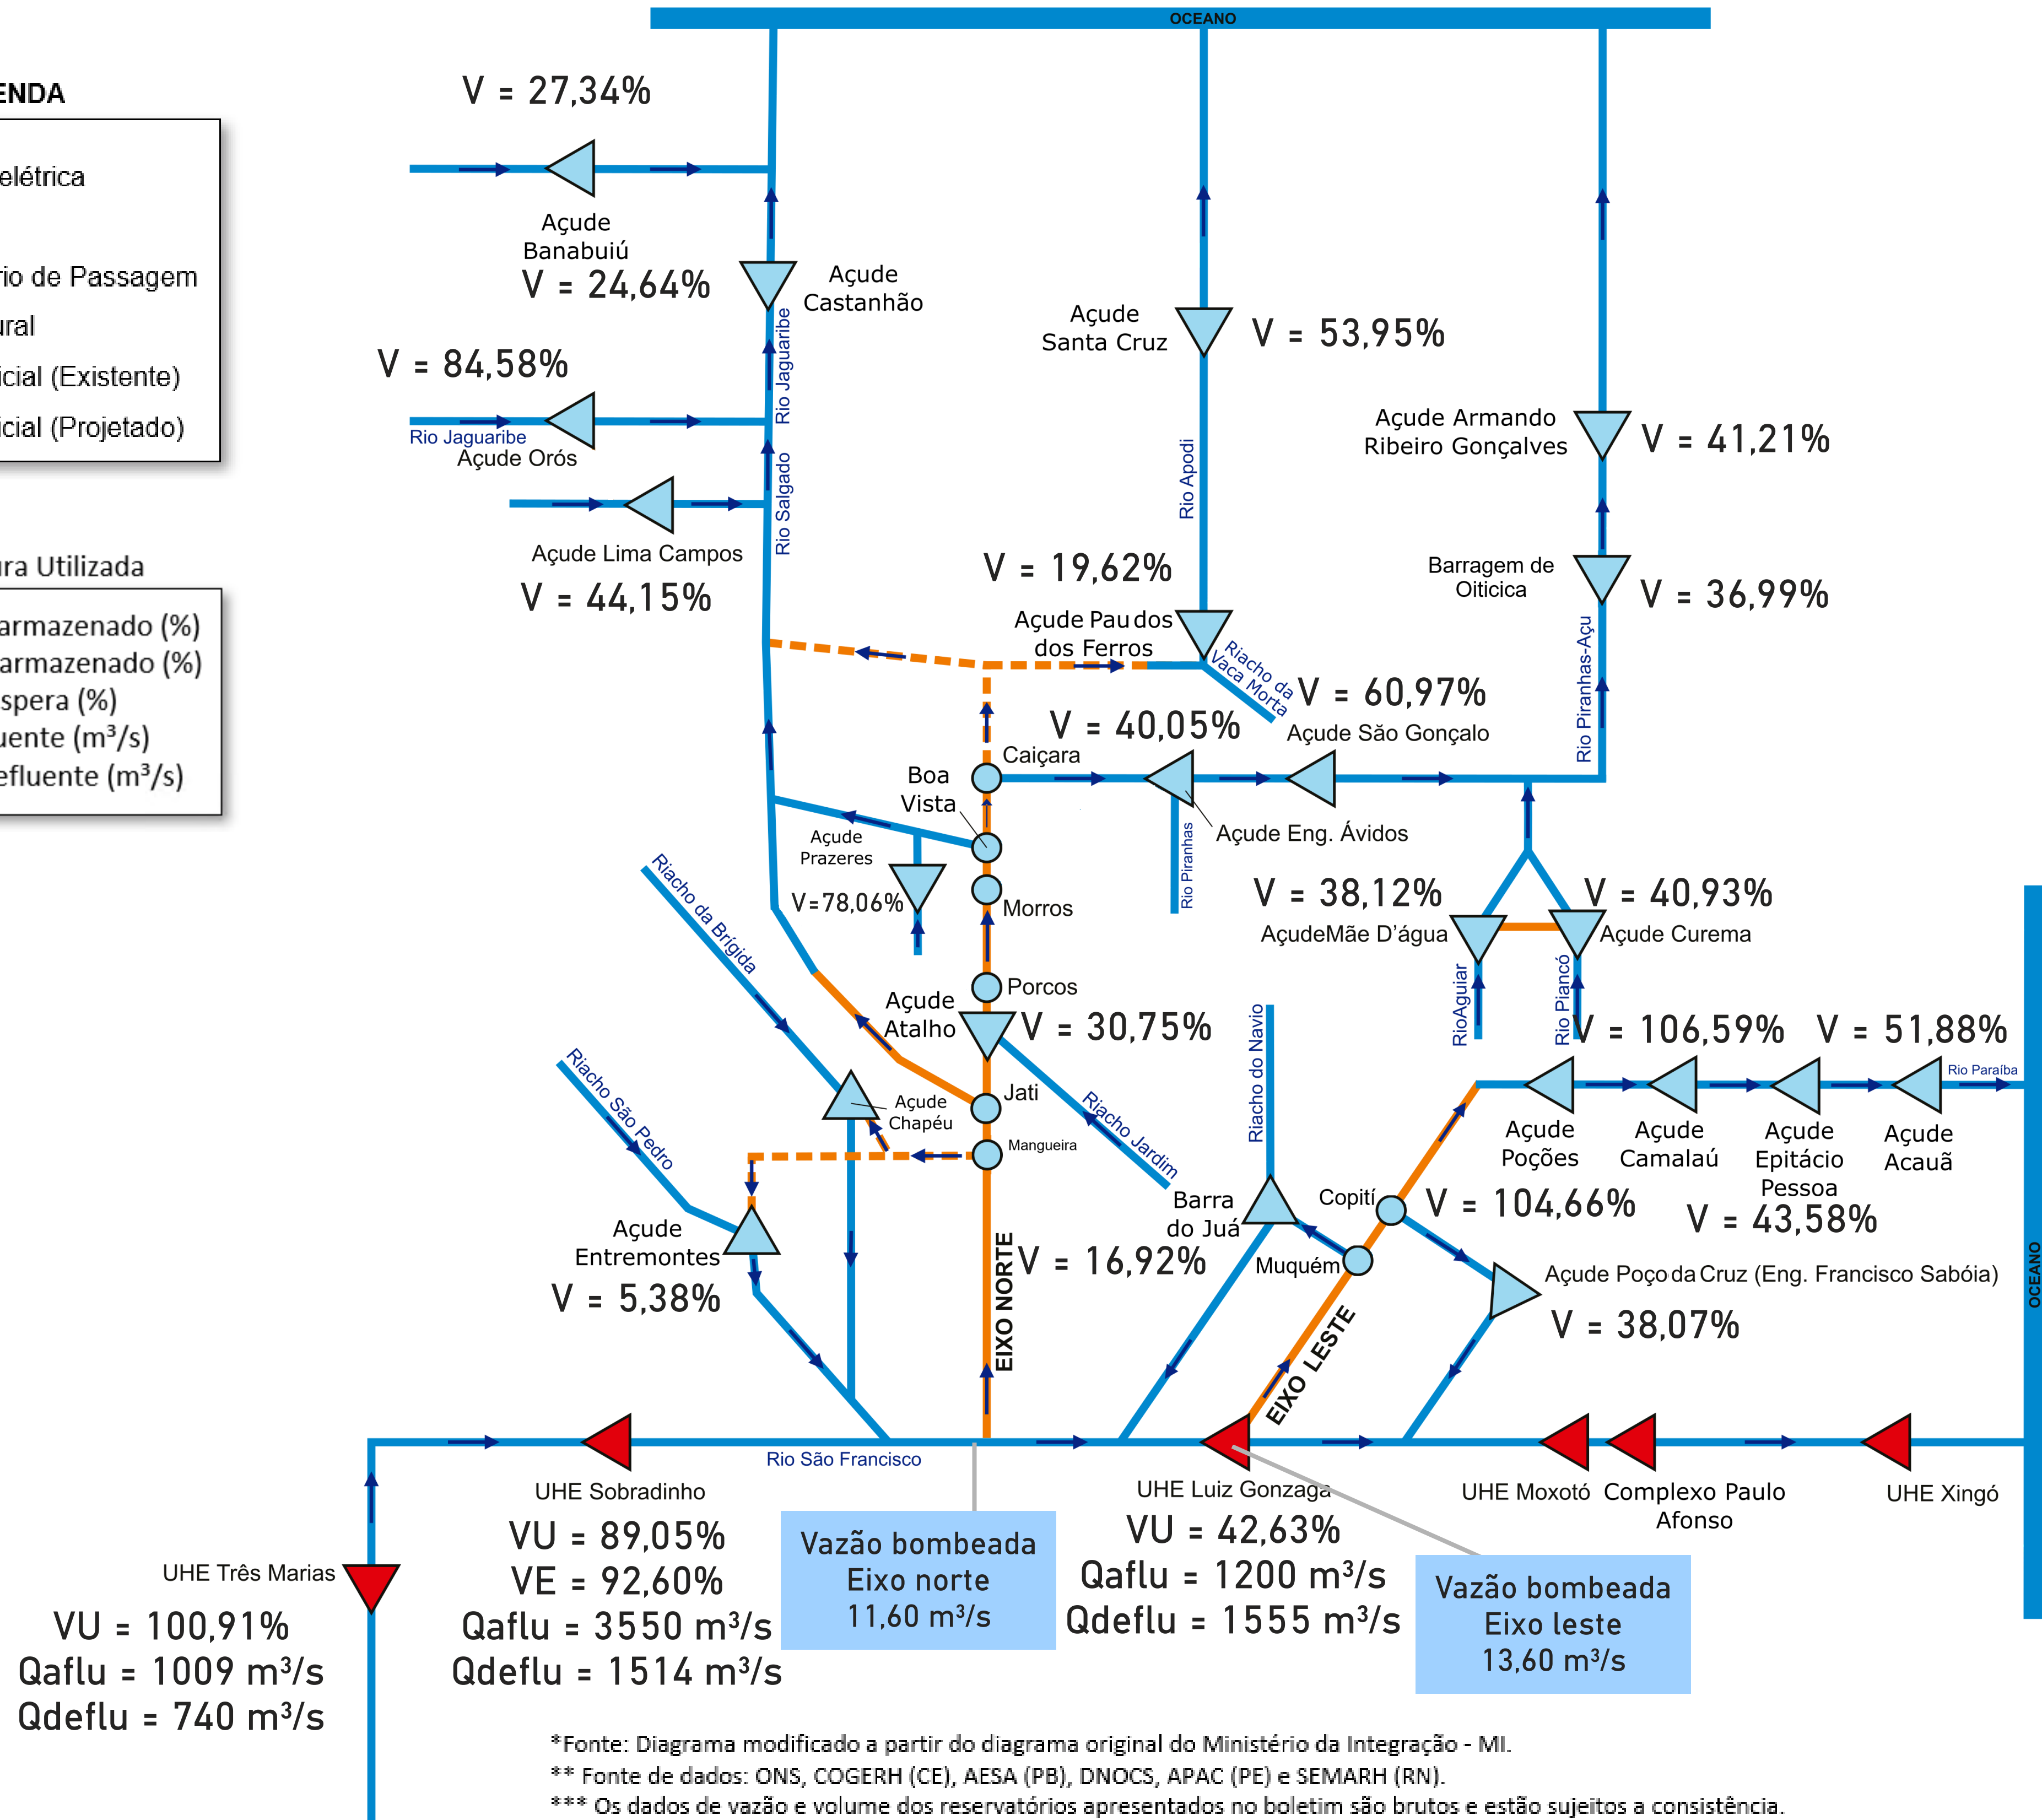 OCEANO
V = 27,34%
ENDA
elétrica
rio de Passagem
ural
icial (Existente)
icial (Projetado)
Açude
Banabuiú
V = 24,64%
Açude
Castanhão
Rio Jaguaribe
V = 84,58%
Rio Jaguaribe
Açude Orós
Rio Salgado
Açude Lima Campos
V = 44,15%
Açude
Santa Cruz
V = 53,95%
Rio Apodi
Açude Armando
Ribeiro Gonçalves
V = 41,21%
Barragem de
Oiticica
V = 36,99%
Rio Piranhas-Açu
ura Utilizada
armazenado (%)
armazenado (%)
spera (%)
uente (m³/s)
efluente (m³/s)
V = 19,62%
Açude Pau dos
dos Ferros
Riacho da
Vaca Morta
V = 60,97%
Açude São Gonçalo
V = 40,05%
Caiçara
Boa
Vista
Açude Eng. Ávidos
Rio Piranhas
Açude
Prazeres
V=78,06%
Morros
Riacho da Brígida
V = 38,12%
AçudeMãe D'água
V = 40,93%
Açude Curema
RioAguiar
Rio Piancó
Porcos
Açude
Atalho
V = 30,75%
Riacho do Navio
V = 106,59%
V = 51,88%
Rio Paraíba
Riacho São Pedro
Jati
Açude
Chapéu
Mangueira
Riacho Jardim
Açude
Poções
Açude
Camalaú
Açude
Epitácio
Pessoa
Açude
Acauã
Barra
do Juá
Copití
V = 104,66%
V = 43,58%
Açude
Entremontes
V = 5,38%
EIXO NORTE
V = 16,92%
Muquém
Açude Poço da Cruz (Eng. Francisco Sabóia)
V = 38,07%
OCEANO
EIXO LESTE
Rio São Francisco
UHE Sobradinho
VU = 89,05%
VE = 92,60%
Qaflu = 3550 m³/s
Qdeflu = 1514 m³/s
Vazão bombeada
Eixo norte
11,60 m³/s
UHE Luiz Gonzaga
VU = 42,63%
Qaflu = 1200 m³/s
Qdeflu = 1555 m³/s
Vazão bombeada
Eixo leste
13,60 m³/s
UHE Moxotó
Complexo Paulo
Afonso
UHE Xingó
UHE Três Marias
VU = 100,91%
Qaflu = 1009 m³/s
Qdeflu = 740 m³/s
*Fonte: Diagrama modificado a partir do diagrama original do Ministério da Integração - MI.
** Fonte de dados: ONS, COGERH (CE), AESA (PB), DNOCS, APAC (PE) e SEMARH (RN).
*** Os dados de vazão e volume dos reservatórios apresentados no boletim são brutos e estão sujeitos a consistência.